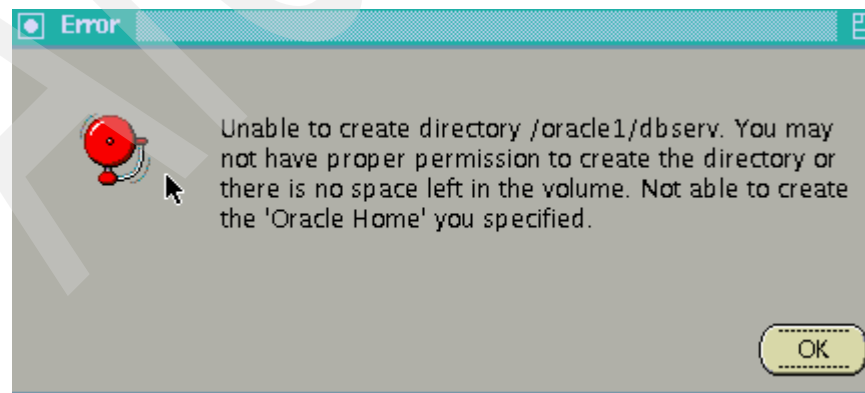 Error
Unable to create directory /oracle1/dbserv. You may
not have proper permission to create the directory or
there is no space left in the volume. Not able to create
the 'Oracle Home' you specified.
OK